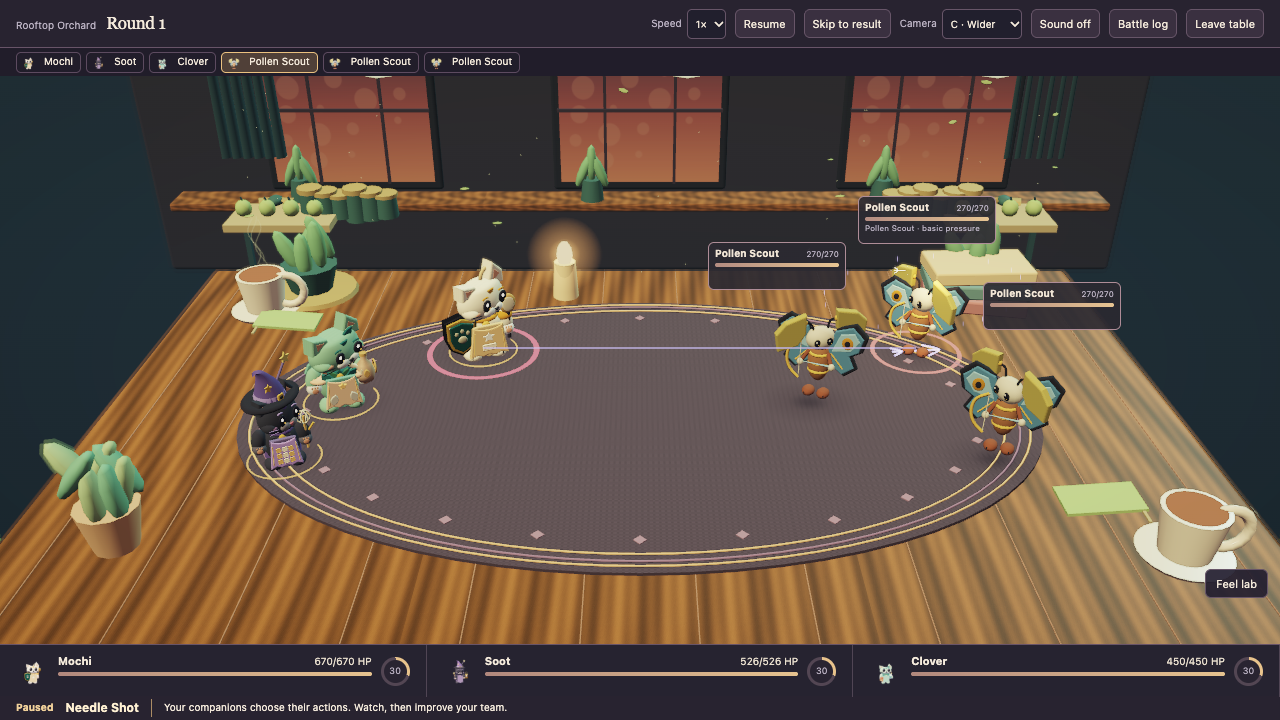 Rooftop Orchard Round 1
Speed 1x Resume Skip to result Camera C · Wider Sound off Battle log Leave table
Mochi Soot Clover Pollen Scout Pollen Scout Pollen Scout
Pollen Scout 270/270
Pollen Scout · basic pressure
Pollen Scout 270/270
Pollen Scout 270/270
Feel lab
Mochi 670/670 HP 30
Soot 526/526 HP 30
Clover 450/450 HP 30
Paused Needle Shot Your companions choose their actions. Watch, then improve your team.